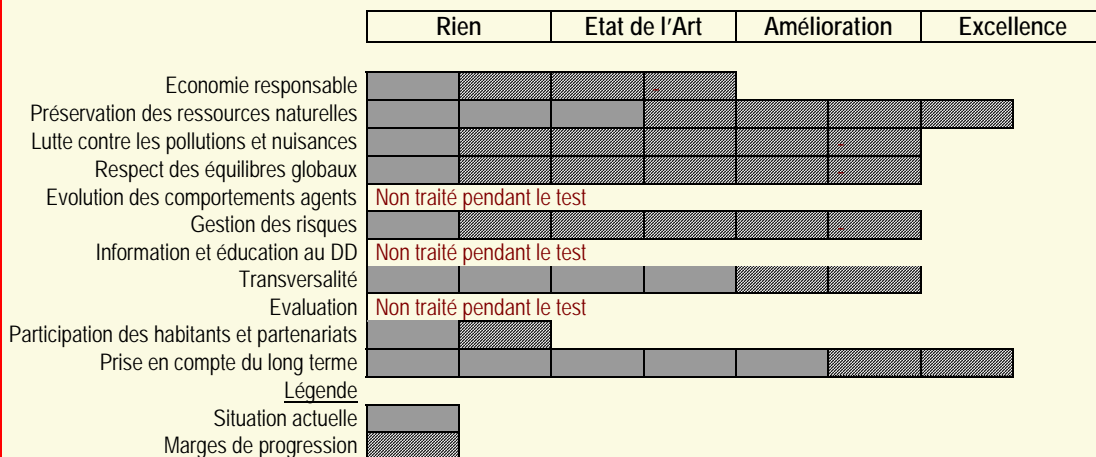 Rien Etat de l'Art Amélioration Excellence
Economie responsable -
Préservation des ressources naturelles
Lutte contre les pollutions et nuisances -
Respect des équilibres globaux -
Evolution des comportements agents Non traité pendant le test
Gestion des risques -
Information et éducation au DD Non traité pendant le test
Transversalité
Evaluation Non traité pendant le test
Participation des habitants et partenariats
Prise en compte du long terme
Légende
Situation actuelle
Marges de progression